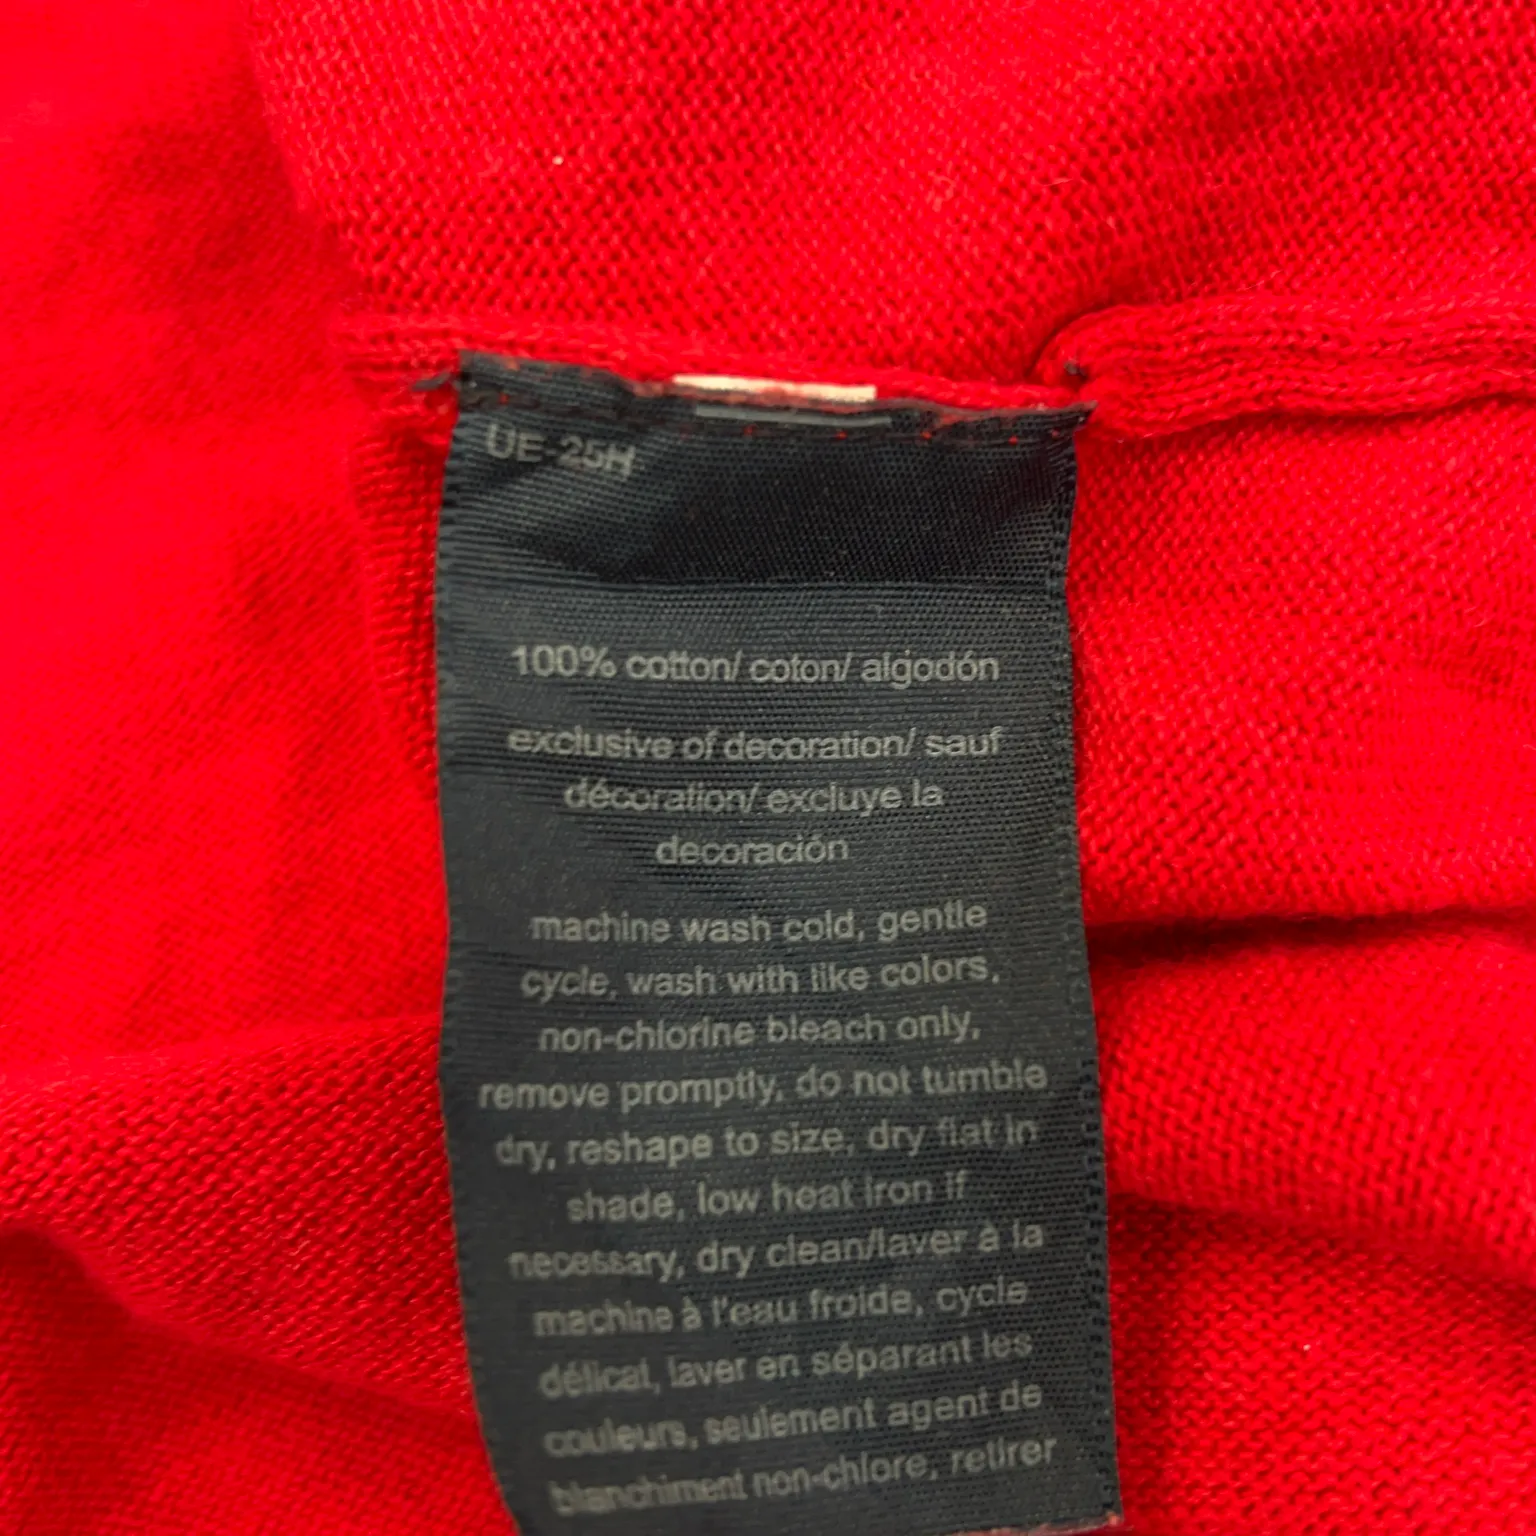 UE-25H
100% cotton/ coton/ algodón
exclusive of decoration/ sauf
décoration/ excluye la
decoración
machine wash cold, gentle
cycle, wash with like colors,
non-chlorine bleach only,
remove promptly, do not tumble
dry, reshape to size, dry flat in
shade, low heat iron if
necessary, dry clean/laver à la
machine à l'eau froide, cycle
délicat, laver en séparant les
couleurs, seulement agent de
blanchiment non-chlore, retirer